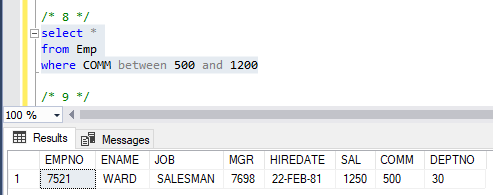 /* 8 */
select *
from Emp
where COMM between 500 and 1200
/* 9 */
100 %
Results Messages
EMPNO ENAME JOB MGR HIREDATE SAL COMM DEPTNO
1 7521 WARD SALESMAN 7698 22-FEB-81 1250 500 30